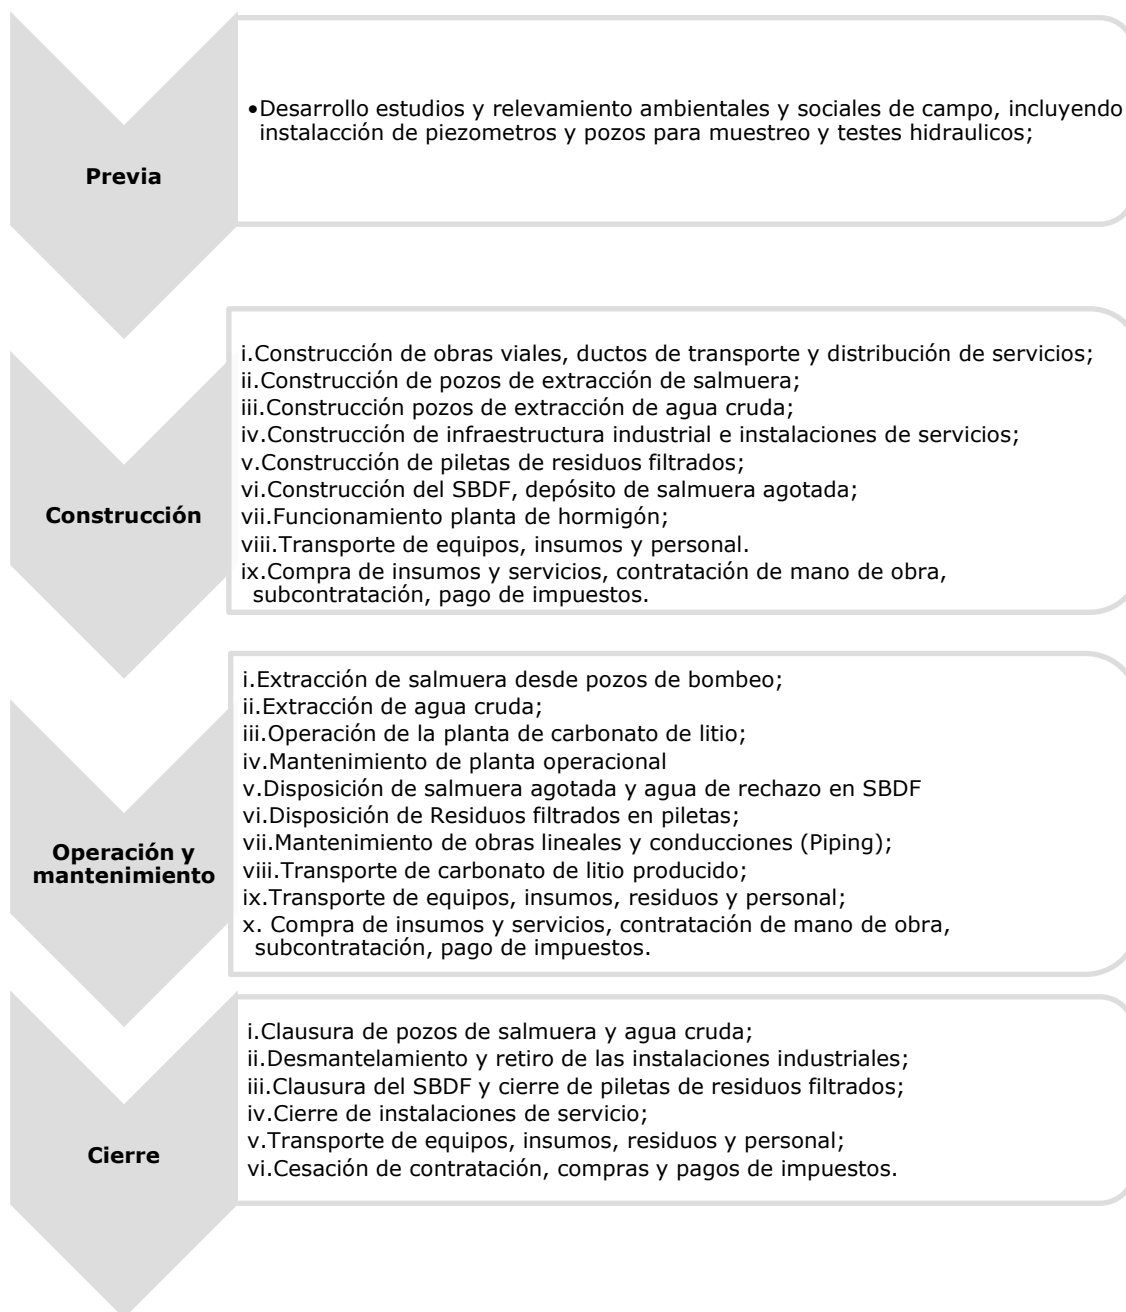 Previa
•Desarrollo estudios y relevamiento ambientales y sociales de campo, incluyendo
instalacción de piezometros y pozos para muestreo y testes hidraulicos;
Construcción
i.Construcción de obras viales, ductos de transporte y distribución de servicios;
ii.Construcción de pozos de extracción de salmuera;
iii.Construcción pozos de extracción de agua cruda;
iv.Construcción de infraestructura industrial e instalaciones de servicios;
v.Construcción de piletas de residuos filtrados;
vi.Construcción del SBDF, depósito de salmuera agotada;
vii.Funcionamiento planta de hormigón;
viii.Transporte de equipos, insumos y personal.
ix.Compra de insumos y servicios, contratación de mano de obra,
subcontratación, pago de impuestos.
Operación y
mantenimiento
i.Extracción de salmuera desde pozos de bombeo;
ii.Extracción de agua cruda;
iii.Operación de la planta de carbonato de litio;
iv.Mantenimiento de planta operacional
v.Disposición de salmuera agotada y agua de rechazo en SBDF
vi.Disposición de Residuos filtrados en piletas;
vii.Mantenimiento de obras lineales y conducciones (Piping);
viii.Transporte de carbonato de litio producido;
ix.Transporte de equipos, insumos, residuos y personal;
x. Compra de insumos y servicios, contratación de mano de obra,
subcontratación, pago de impuestos.
Cierre
i.Clausura de pozos de salmuera y agua cruda;
ii.Desmantelamiento y retiro de las instalaciones industriales;
iii.Clausura del SBDF y cierre de piletas de residuos filtrados;
iv.Cierre de instalaciones de servicio;
v.Transporte de equipos, insumos, residuos y personal;
vi.Cesación de contratación, compras y pagos de impuestos.